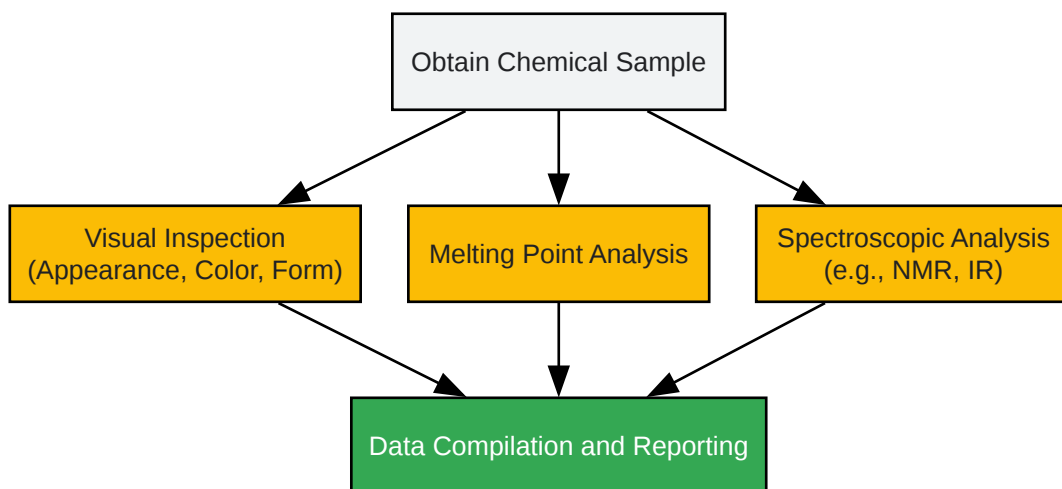 Obtain Chemical Sample
Visual Inspection
(Appearance, Color, Form)
Melting Point Analysis
Spectroscopic Analysis
(e.g., NMR, IR)
Data Compilation and Reporting